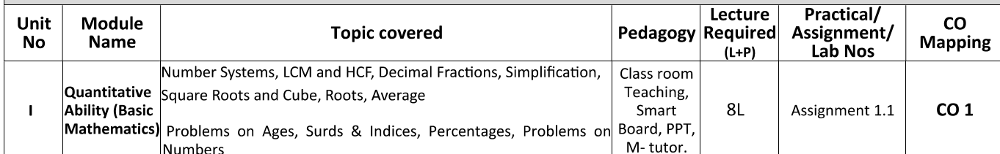 Unit No
Module Name
Topic covered
Pedagogy
Lecture Required (L+P)
Practical/ Assignment/ Lab Nos
CO Mapping
I
Quantitative
Ability (Basic
Mathematics)
Number Systems, LCM and HCF, Decimal Fractions, Simplification,
Square Roots and Cube, Roots, Average
Problems on Ages, Surds & Indices, Percentages, Problems on
Numbers
Class room
Teaching,
Smart
Board, PPT,
M- tutor.
8L
Assignment 1.1
CO 1